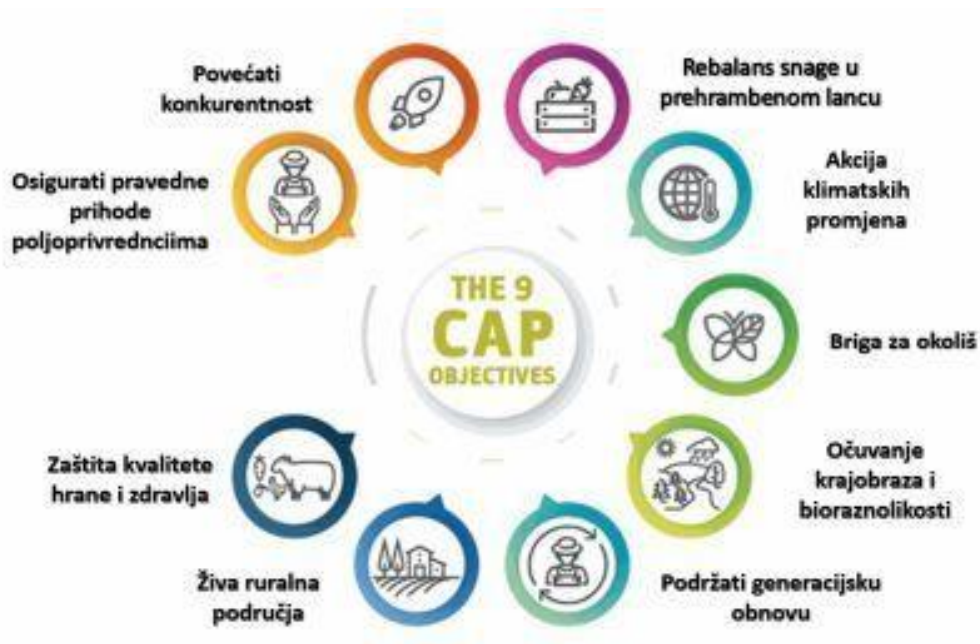 Povećati
konkurentnost
Rebalans snage u
prehrambenom lancu
Osigurati pravedne
prihode
poljoprivrednciima
Akcija
klimatskih
promjena
THE 9
CAP
OBJECTIVES
Briga za okoliš
Zaštita kvalitete
hrane i zdravlja
Očuvanje
krajobraza i
bioraznolikosti
Živa ruralna
područja
Podržati generacijsku
obnovu